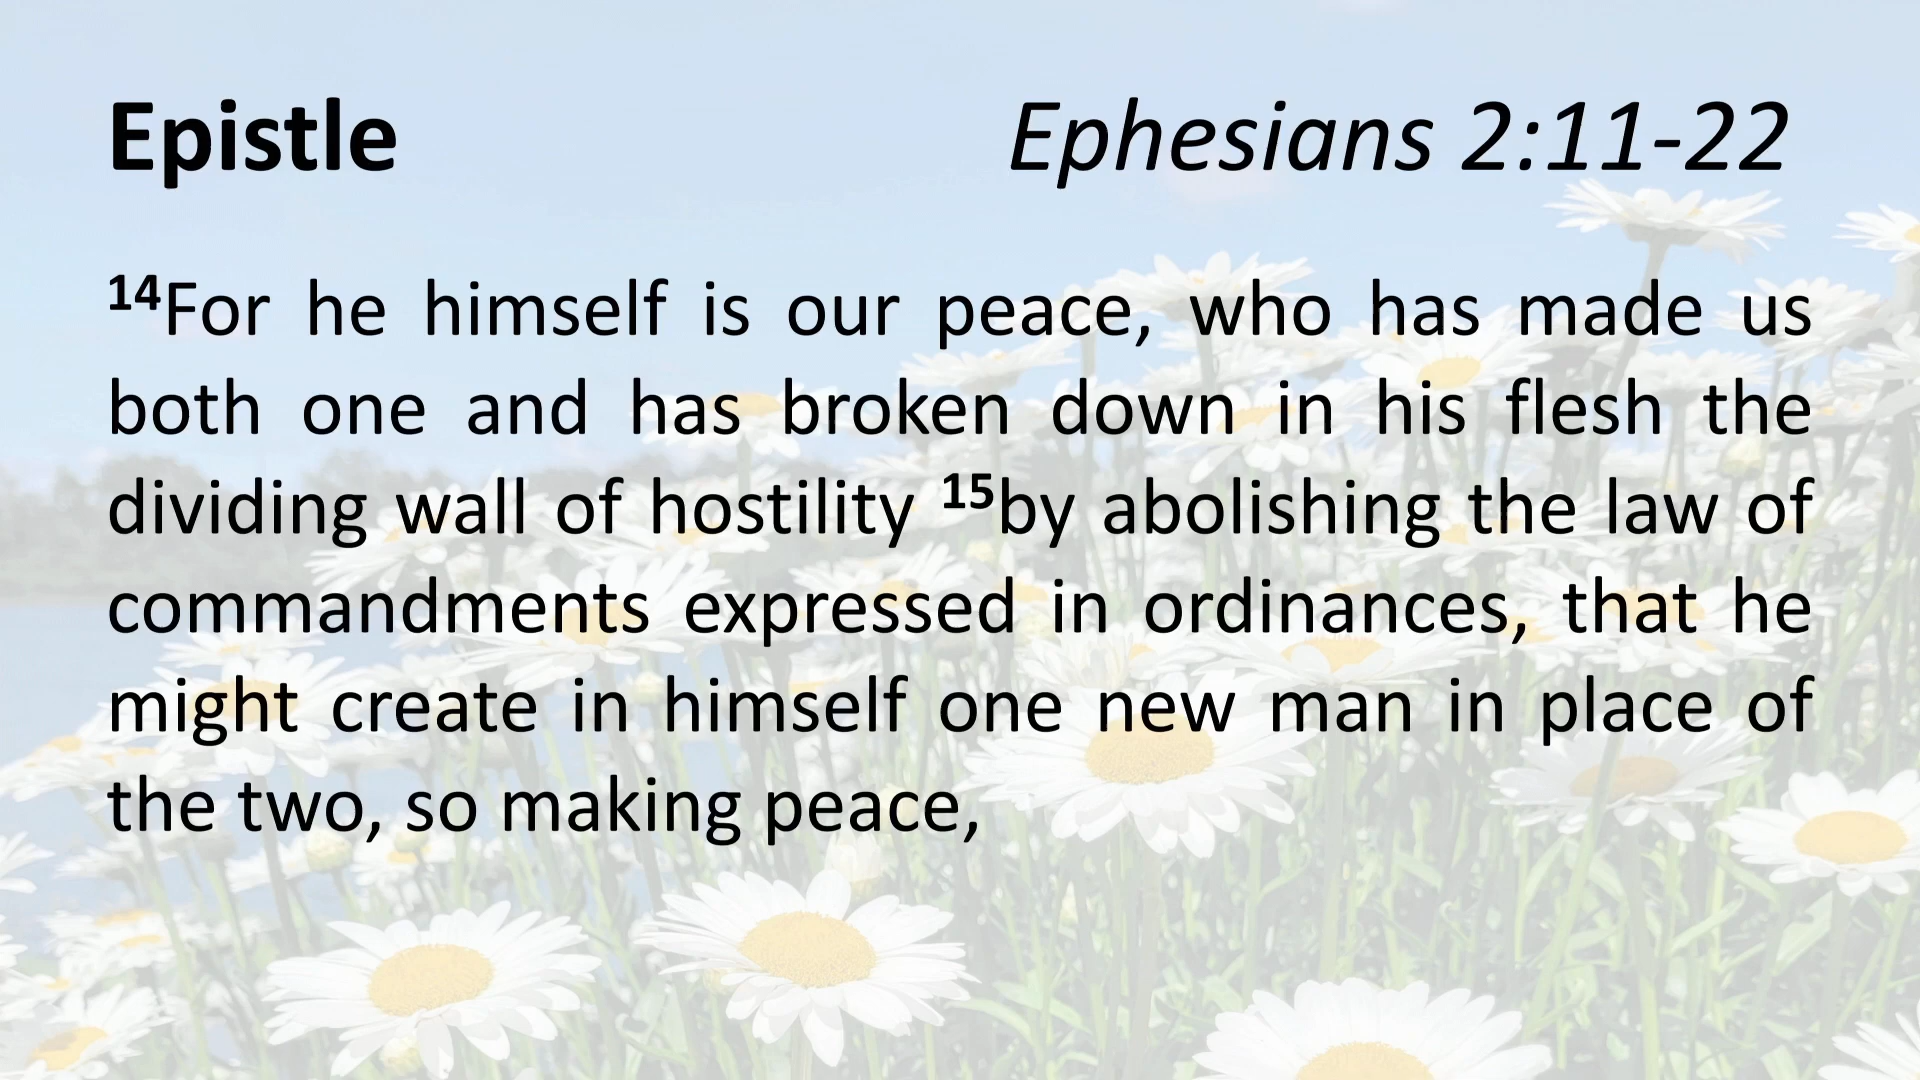 Epistle Ephesians 2:11-22
14For he himself is our peace, who has made us
both one and has broken down in his flesh the
dividing wall of hostility 15by abolishing the law of
commandments expressed in ordinances, that he
might create in himself one new man in place of
the two, so making peace,